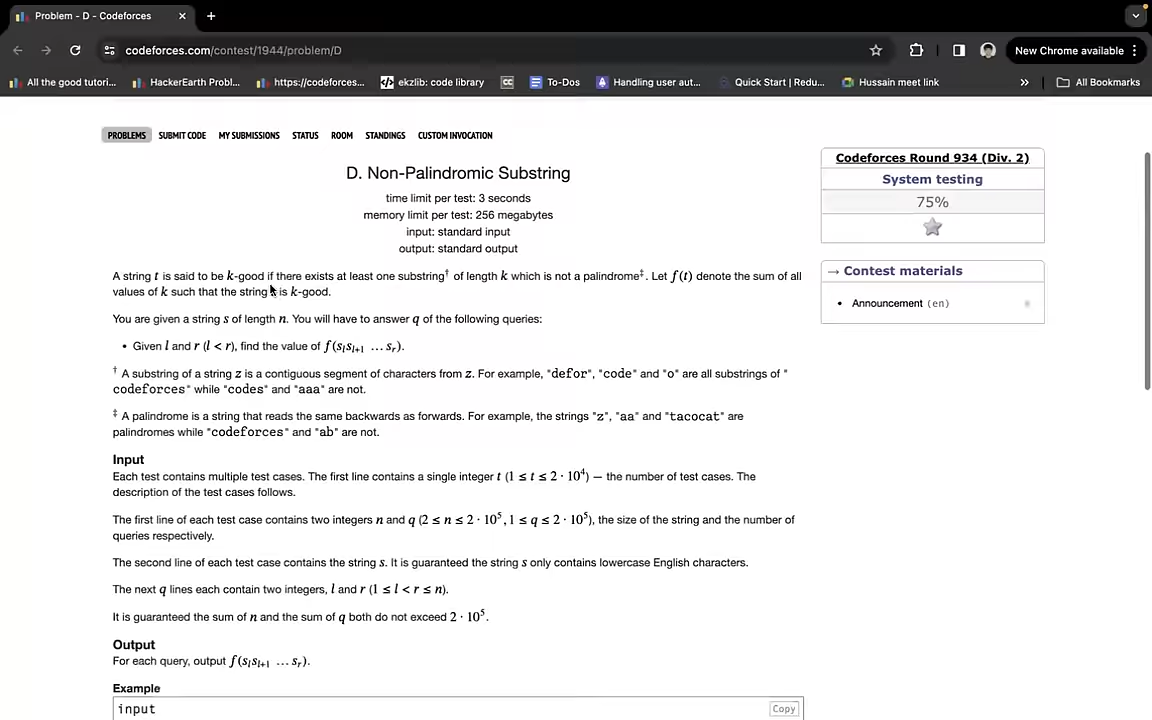 Problem - D - Codeforces
codeforces.com/contest/1944/problem/D
New Chrome available
All the good tutori...
HackerEarth Probl...
https://codeforces...
ekzlib: code library
CC
To-Dos
Handling user aut...
Quick Start | Redu...
Hussain meet link
»
All Bookmarks
PROBLEMS SUBMIT CODE MY SUBMISSIONS STATUS ROOM STANDINGS CUSTOM INVOCATION
D. Non-Palindromic Substring
time limit per test: 3 seconds
memory limit per test: 256 megabytes
input: standard input
output: standard output
A string t is said to be k-good if there exists at least one substring† of length k which is not a palindrome‡. Let f(t) denote the sum of all
values of k such that the string t is k-good.
You are given a string s of length n. You will have to answer q of the following queries:
• Given l and r (l < r), find the value of f(sₗsₗ₊₁ … sᵣ).
† A substring of a string z is a contiguous segment of characters from z. For example, "defor", "code" and "o" are all substrings of "
codeforces" while "codes" and "aaa" are not.
‡ A palindrome is a string that reads the same backwards as forwards. For example, the strings "z", "aa" and "tacocat" are
palindromes while "codeforces" and "ab" are not.
Input
Each test contains multiple test cases. The first line contains a single integer t (1 ≤ t ≤ 2 · 10⁴) — the number of test cases. The
description of the test cases follows.
The first line of each test case contains two integers n and q (2 ≤ n ≤ 2 · 10⁵, 1 ≤ q ≤ 2 · 10⁵), the size of the string and the number of
queries respectively.
The second line of each test case contains the string s. It is guaranteed the string s only contains lowercase English characters.
The next q lines each contain two integers, l and r (1 ≤ l < r ≤ n).
It is guaranteed the sum of n and the sum of q both do not exceed 2 · 10⁵.
Output
For each query, output f(sₗsₗ₊₁ … sᵣ).
Example
input
Copy
Codeforces Round 934 (Div. 2)
System testing
75%
→ Contest materials
• Announcement (en)